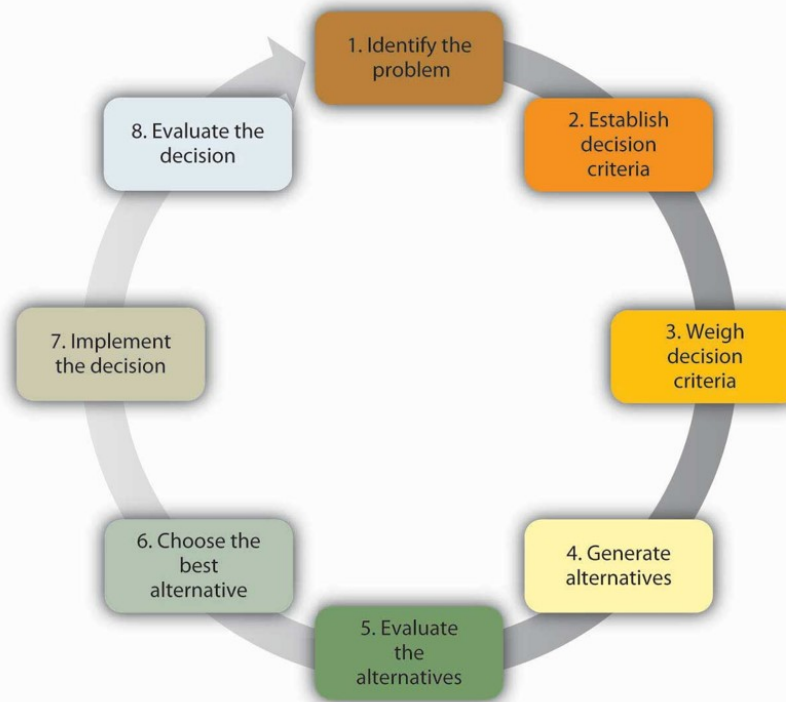 1. Identify the
problem
2. Establish
decision
criteria
3. Weigh
decision
criteria
4. Generate
alternatives
5. Evaluate
the
alternatives
6. Choose the
best
alternative
7. Implement
the decision
8. Evaluate the
decision